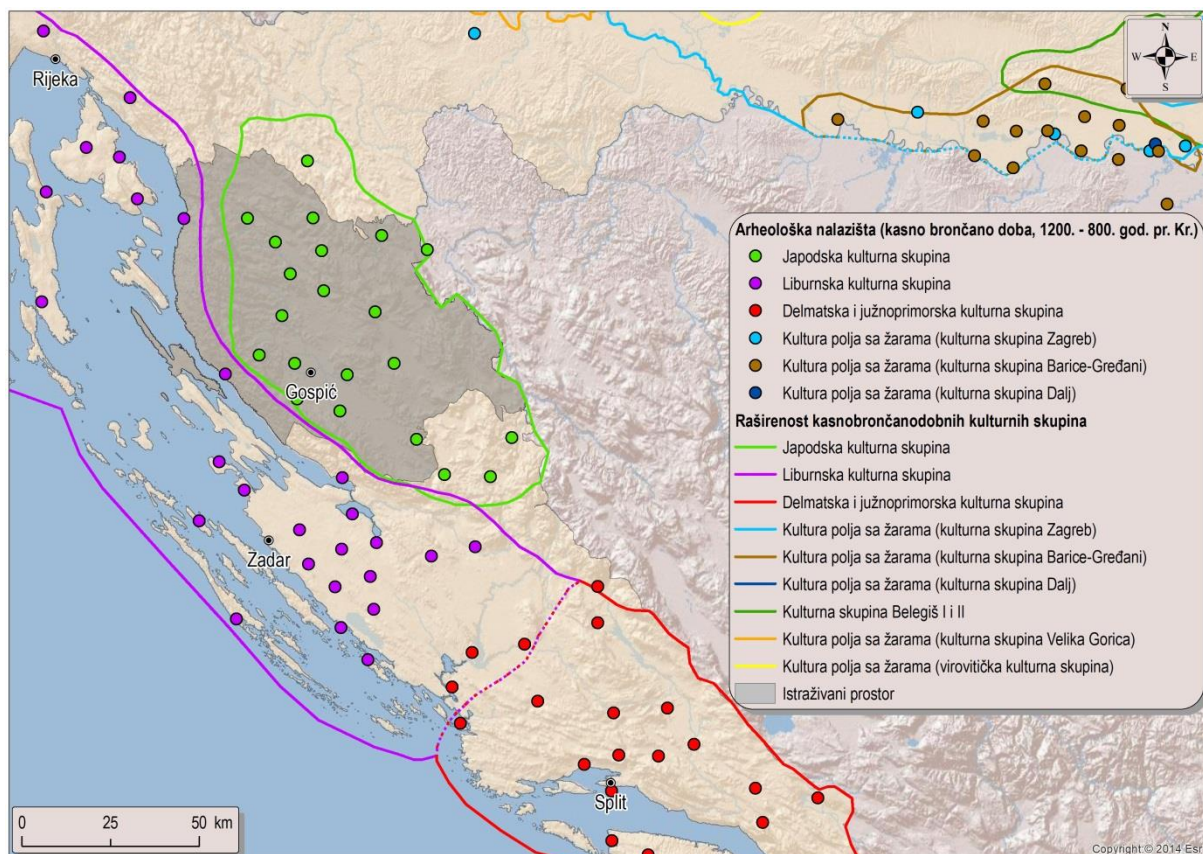 N
W E
S
Rijeka
Gospić
Zadar
Split
Arheološka nalazišta (kasno brončano doba, 1200. - 800. god. pr. Kr.)
Japodska kulturna skupina
Liburnska kulturna skupina
Delmatska i južnoprimorska kulturna skupina
Kultura polja sa žarama (kulturna skupina Zagreb)
Kultura polja sa žarama (kulturna skupina Barice-Gređani)
Kultura polja sa žarama (kulturna skupina Dalj)
Raširenost kasnobrončanodobnih kulturnih skupina
Japodska kulturna skupina
Liburnska kulturna skupina
Delmatska i južnoprimorska kulturna skupina
Kultura polja sa žarama (kulturna skupina Zagreb)
Kultura polja sa žarama (kulturna skupina Barice-Gređani)
Kultura polja sa žarama (kulturna skupina Dalj)
Kulturna skupina Belegiš I i II
Kultura polja sa žarama (kulturna skupina Velika Gorica)
Kultura polja sa žarama (virovitička kulturna skupina)
Istraživani prostor
0 25 50 km
Copyright:© 2014 Esri